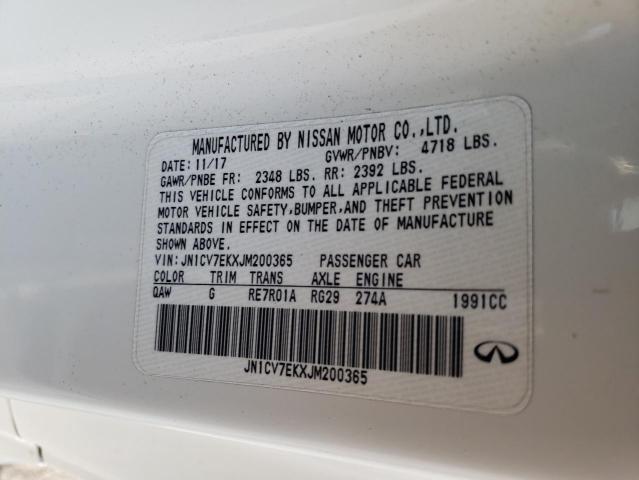 MANUFACTURED BY NISSAN MOTOR CO.,LTD.
DATE: 11/17 GVWR/PNBV: 4718 LBS.
GAWR/PNBE FR: 2348 LBS. RR: 2392 LBS.
THIS VEHICLE CONFORMS TO ALL APPLICABLE FEDERAL
MOTOR VEHICLE SAFETY,BUMPER,AND THEFT PREVENTION
STANDARDS IN EFFECT ON THE DATE OF MANUFACTURE
SHOWN ABOVE.
VIN: JN1CV7EKXJM200365 PASSENGER CAR
COLOR TRIM TRANS AXLE ENGINE
QAW G RE7R01A RG29 274A 1991CC
JN1CV7EKXJM200365